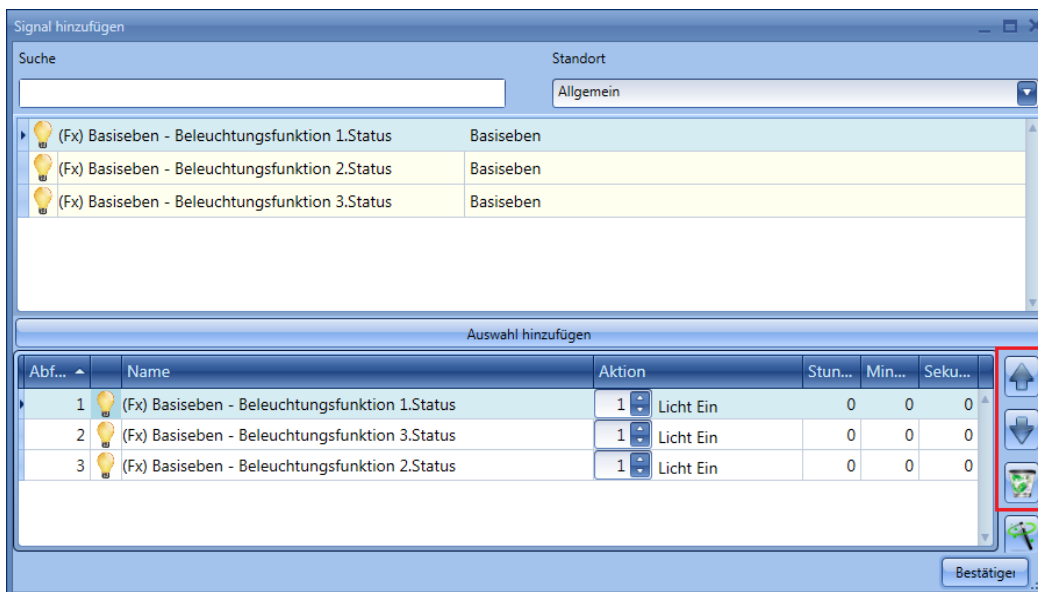 Signal hinzufügen
Suche Standort
Allgemein
(Fx) Basiseben - Beleuchtungsfunktion 1.Status Basiseben
(Fx) Basiseben - Beleuchtungsfunktion 2.Status Basiseben
(Fx) Basiseben - Beleuchtungsfunktion 3.Status Basiseben
Auswahl hinzufügen
Abf... Name Aktion Stun... Min... Seku...
1 (Fx) Basiseben - Beleuchtungsfunktion 1.Status 1 Licht Ein 0 0 0
2 (Fx) Basiseben - Beleuchtungsfunktion 3.Status 1 Licht Ein 0 0 0
3 (Fx) Basiseben - Beleuchtungsfunktion 2.Status 1 Licht Ein 0 0 0
Bestätiger